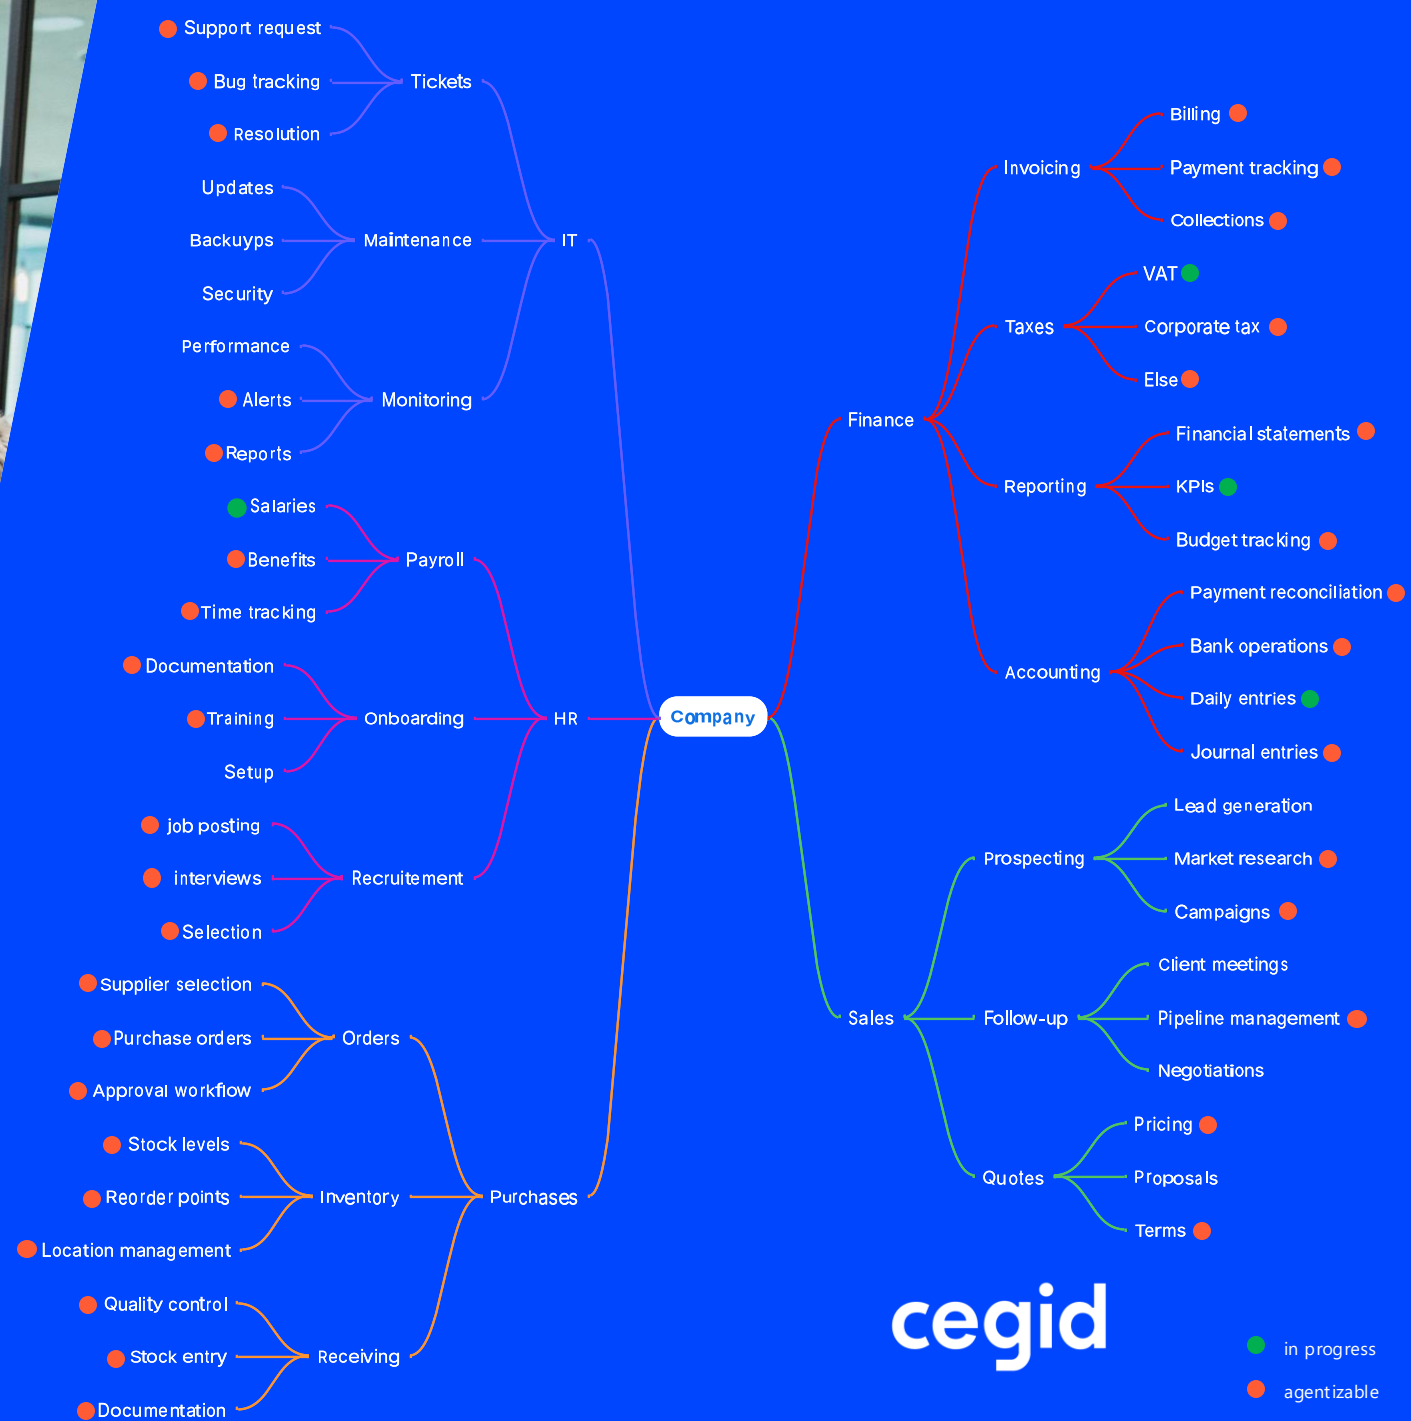 Support request
Bug tracking
Resolution
Tickets
Updates
Backuyps
Security
Maintenance
Performance
Alerts
Reports
Monitoring
IT
Salaries
Benefits
Time tracking
Payroll
Documentation
Training
Setup
Onboarding
job posting
interviews
Selection
Recruitement
HR
Supplier selection
Purchase orders
Approval workflow
Orders
Stock levels
Reorder points
Location management
Inventory
Quality control
Stock entry
Documentation
Receiving
Purchases
Company
Finance
Invoicing
Billing
Payment tracking
Collections
Taxes
VAT
Corporate tax
Else
Reporting
Financial statements
KPIs
Budget tracking
Accounting
Payment reconciliation
Bank operations
Daily entries
Journal entries
Sales
Prospecting
Lead generation
Market research
Campaigns
Follow-up
Client meetings
Pipeline management
Negotiations
Quotes
Pricing
Proposals
Terms
cegid
in progress
agentizable